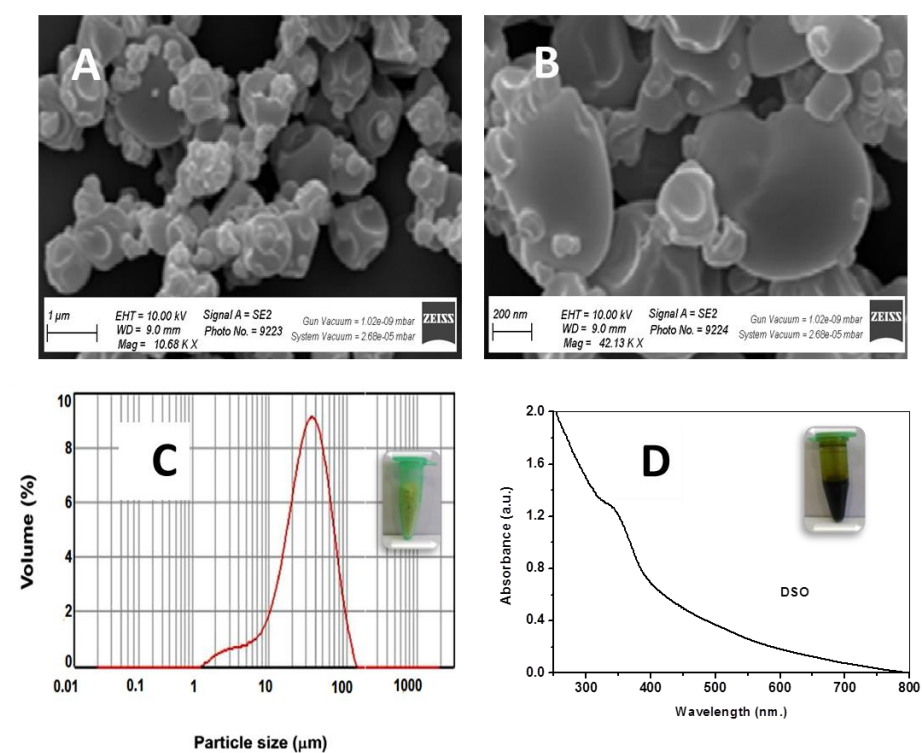 A
1 µm
EHT = 10.00 kV
WD = 9.0 mm
Mag = 10.68 K X
Signal A = SE2
Photo No. = 9223
Gun Vacuum = 1.02e-09 mbar
System Vacuum = 2.68e-05 mbar
ZEISS
B
200 nm
EHT = 10.00 kV
WD = 9.0 mm
Mag = 42.13 K X
Signal A = SE2
Photo No. = 9224
Gun Vacuum = 1.02e-09 mbar
System Vacuum = 2.68e-05 mbar
ZEISS
C
Volume (%)
10
8
6
4
2
0
0.01 0.1 1 10 100 1000
Particle size (µm)
D
Absorbance (a.u.)
2.0
1.6
1.2
0.8
0.4
0.0
DSO
300 400 500 600 700 800
Wavelength (nm.)